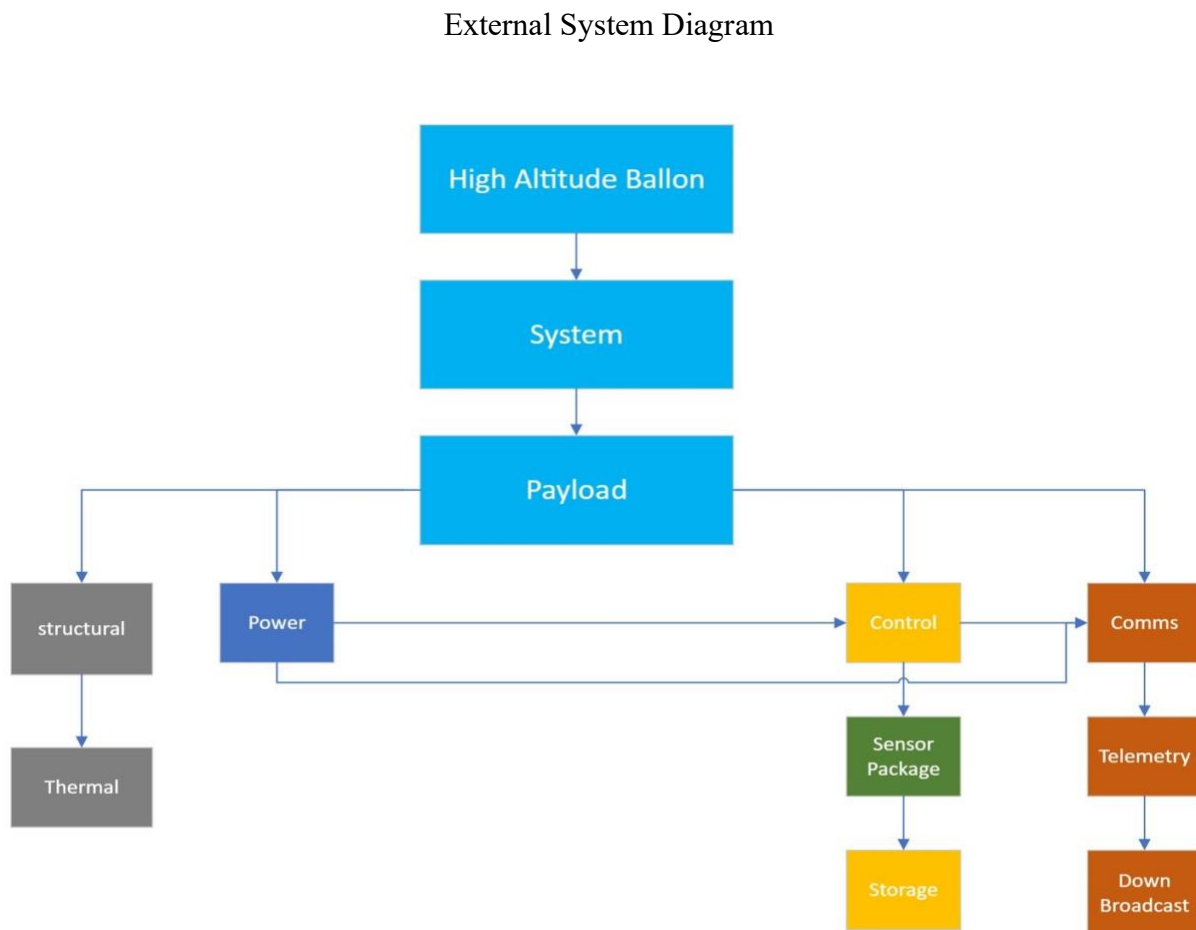 External System Diagram
High Altitude Ballon
System
Payload
structural
Power
Control
Comms
Thermal
Sensor
Package
Telemetry
Storage
Down
Broadcast